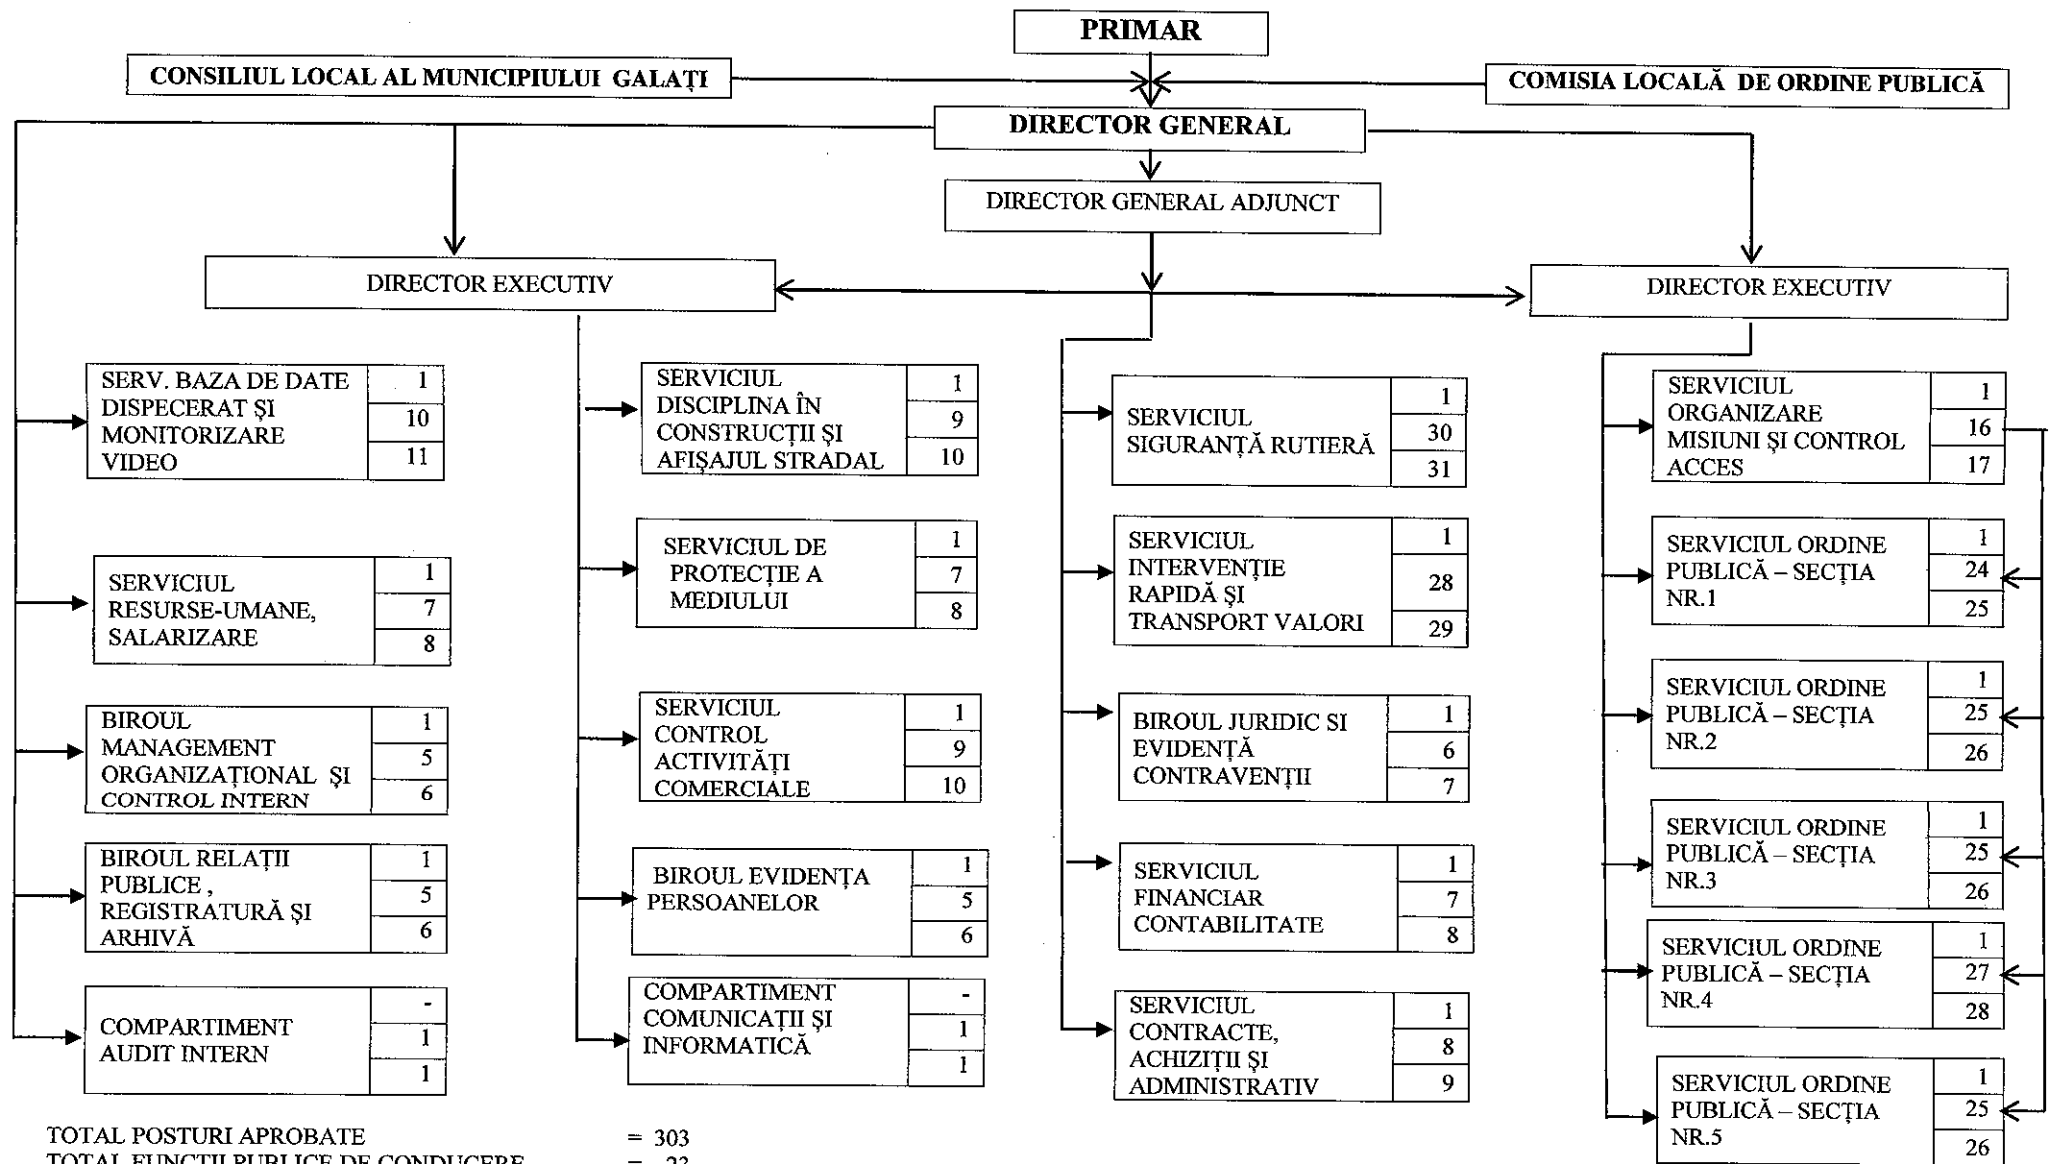 PRIMAR
CONSILIUL LOCAL AL MUNICIPIULUI GALAȚI
COMISIA LOCALĂ DE ORDINE PUBLICĂ
DIRECTOR GENERAL
DIRECTOR GENERAL ADJUNCT
DIRECTOR EXECUTIV
DIRECTOR EXECUTIV
SERV. BAZA DE DATE
DISPECERAT ȘI
MONITORIZARE
VIDEO
1
10
11
SERVICIUL
RESURSE-UMANE,
SALARIZARE
1
7
8
BIROUL
MANAGEMENT
ORGANIZAȚIONAL ȘI
CONTROL INTERN
1
5
6
BIROUL RELAȚII
PUBLICE ,
REGISTRATURĂ ȘI
ARHIVĂ
1
5
6
COMPARTIMENT
AUDIT INTERN
-
1
1
SERVICIUL
DISCIPLINA ÎN
CONSTRUCȚII ȘI
AFIȘAJUL STRADAL
1
9
10
SERVICIUL DE
PROTECȚIE A
MEDIULUI
1
7
8
SERVICIUL
CONTROL
ACTIVITĂȚI
COMERCIALE
1
9
10
BIROUL EVIDENȚA
PERSOANELOR
1
5
6
COMPARTIMENT
COMUNICAȚII ȘI
INFORMATICĂ
-
1
1
SERVICIUL
SIGURANȚĂ RUTIERĂ
1
30
31
SERVICIUL
INTERVENȚIE
RAPIDĂ ȘI
TRANSPORT VALORI
1
28
29
BIROUL JURIDIC SI
EVIDENȚĂ
CONTRAVENȚII
1
6
7
SERVICIUL
FINANCIAR
CONTABILITATE
1
7
8
SERVICIUL
CONTRACTE,
ACHIZIȚII ȘI
ADMINISTRATIV
1
8
9
SERVICIUL
ORGANIZARE
MISIUNI ȘI CONTROL
ACCES
1
16
17
SERVICIUL ORDINE
PUBLICĂ – SECȚIA
NR.1
1
24
25
SERVICIUL ORDINE
PUBLICĂ – SECȚIA
NR.2
1
25
26
SERVICIUL ORDINE
PUBLICĂ – SECȚIA
NR.3
1
25
26
SERVICIUL ORDINE
PUBLICĂ – SECȚIA
NR.4
1
27
28
SERVICIUL ORDINE
PUBLICĂ – SECȚIA
NR.5
1
25
26
TOTAL POSTURI APROBATE = 303
TOTAL FUNCȚII PUBLICE DE CONDUCERE = 23